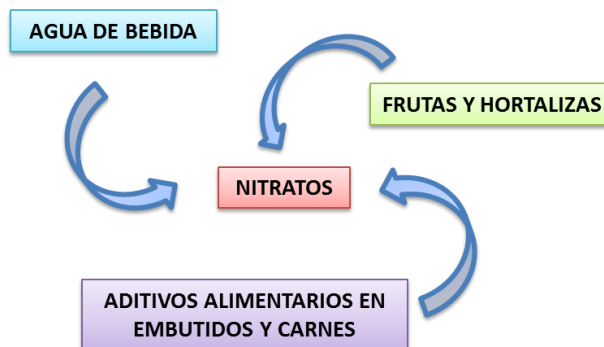 AGUA DE BEBIDA
FRUTAS Y HORTALIZAS
NITRATOS
ADITIVOS ALIMENTARIOS EN
EMBUTIDOS Y CARNES